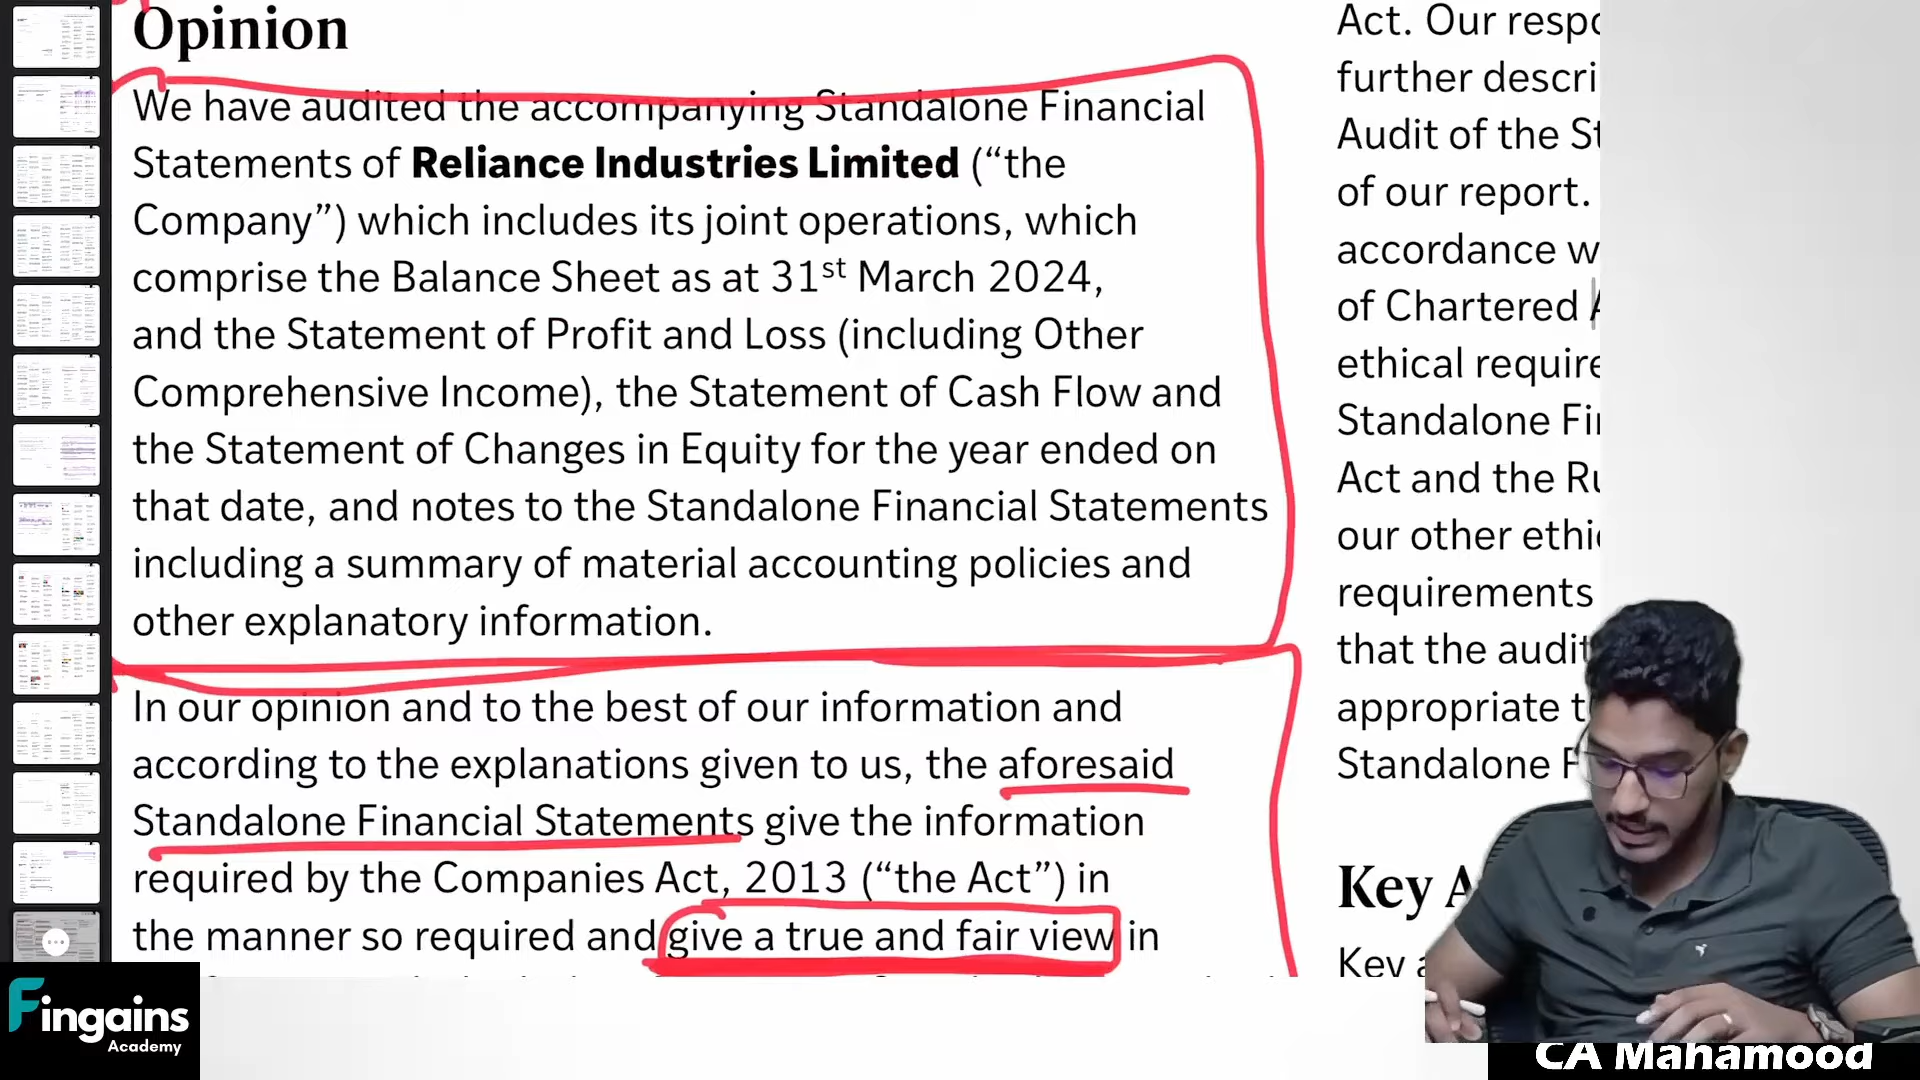 Opinion
We have audited the accompanying Standalone Financial
Statements of Reliance Industries Limited (“the
Company”) which includes its joint operations, which
comprise the Balance Sheet as at 31st March 2024,
and the Statement of Profit and Loss (including Other
Comprehensive Income), the Statement of Cash Flow and
the Statement of Changes in Equity for the year ended on
that date, and notes to the Standalone Financial Statements
including a summary of material accounting policies and
other explanatory information.
In our opinion and to the best of our information and
according to the explanations given to us, the aforesaid
Standalone Financial Statements give the information
required by the Companies Act, 2013 (“the Act”) in
the manner so required and give a true and fair view in
Act. Our
further
Audit of the
of our report.
accordance
of Chartered
ethical
Standalone
Act and the
our other
requirements
that the
appropriate
Standalone
Key
Key
Fingains
Academy
CA Mahamood